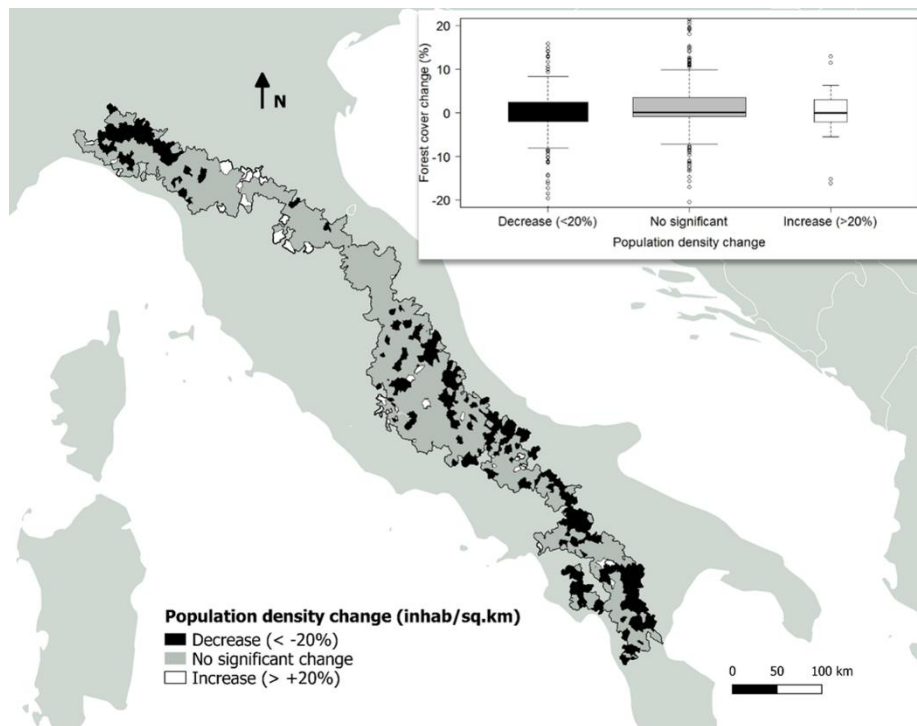 20
10
0
-10
-20
Forest cover change (%)
Decrease (<20%)
No significant
Increase (>20%)
Population density change
N
Population density change (inhab/sq.km)
Decrease (< -20%)
No significant change
Increase (> +20%)
0 50 100 km